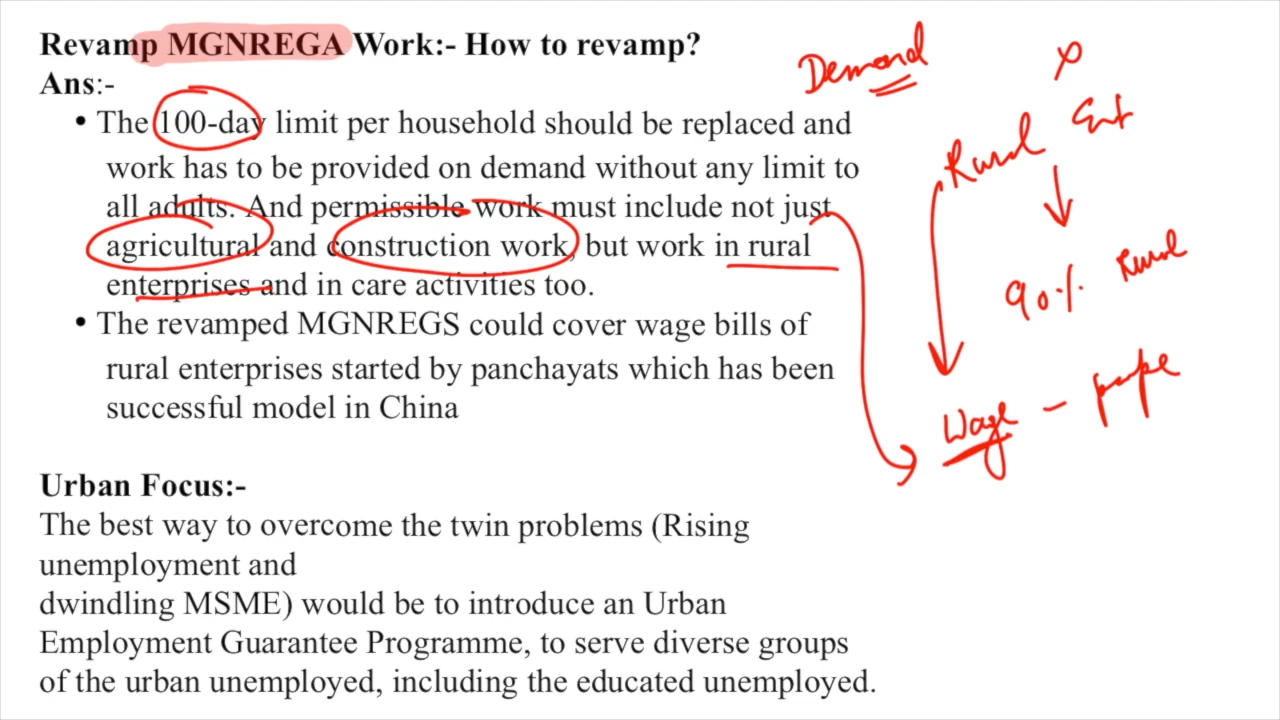 Revamp MGNREGA Work:- How to revamp?
Ans:-
• The 100-day limit per household should be replaced and
work has to be provided on demand without any limit to
all adults. And permissible work must include not just
agricultural and construction work, but work in rural
enterprises and in care activities too.
• The revamped MGNREGS could cover wage bills of
rural enterprises started by panchayats which has been
successful model in China
Urban Focus:-
The best way to overcome the twin problems (Rising
unemployment and
dwindling MSME) would be to introduce an Urban
Employment Guarantee Programme, to serve diverse groups
of the urban unemployed, including the educated unemployed.
Demand
Rural Ent
90% Rural
Wage -